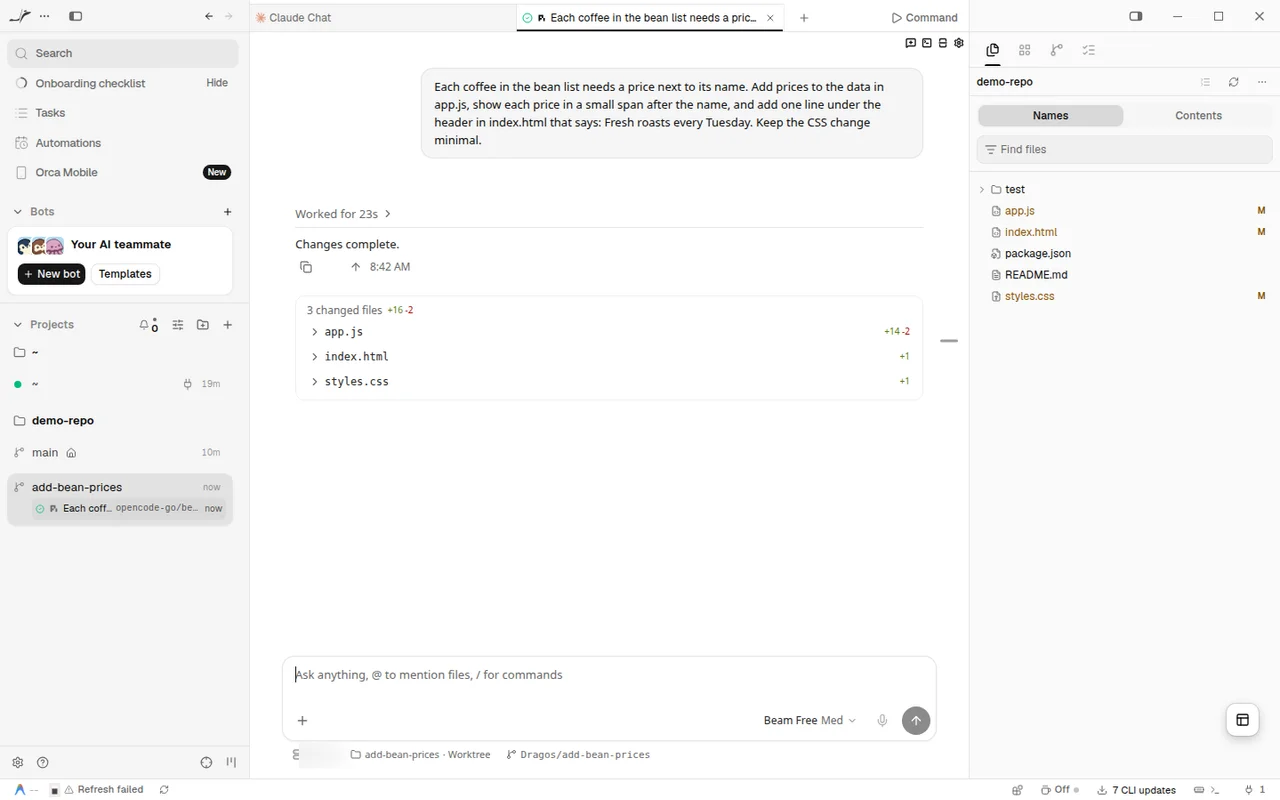 Claude Chat
Each coffee in the bean list needs a pric...
Command
Search
Onboarding checklist
Hide
Tasks
Automations
Orca Mobile
New
Bots
Your AI teammate
New bot
Templates
Projects
0
~
~
19m
demo-repo
main
10m
add-bean-prices
now
Each coff... opencode-go/be... now
Refresh failed
Each coffee in the bean list needs a price next to its name. Add prices to the data in
app.js, show each price in a small span after the name, and add one line under the
header in index.html that says: Fresh roasts every Tuesday. Keep the CSS change
minimal.
Worked for 23s
Changes complete.
8:42 AM
3 changed files +16 -2
app.js +14 -2
index.html +1
styles.css +1
Ask anything, @ to mention files, / for commands
Beam Free Med
add-bean-prices · Worktree
Dragos/add-bean-prices
demo-repo
Names
Contents
Find files
test
app.js M
index.html M
package.json
README.md
styles.css M
Off
7 CLI updates
1